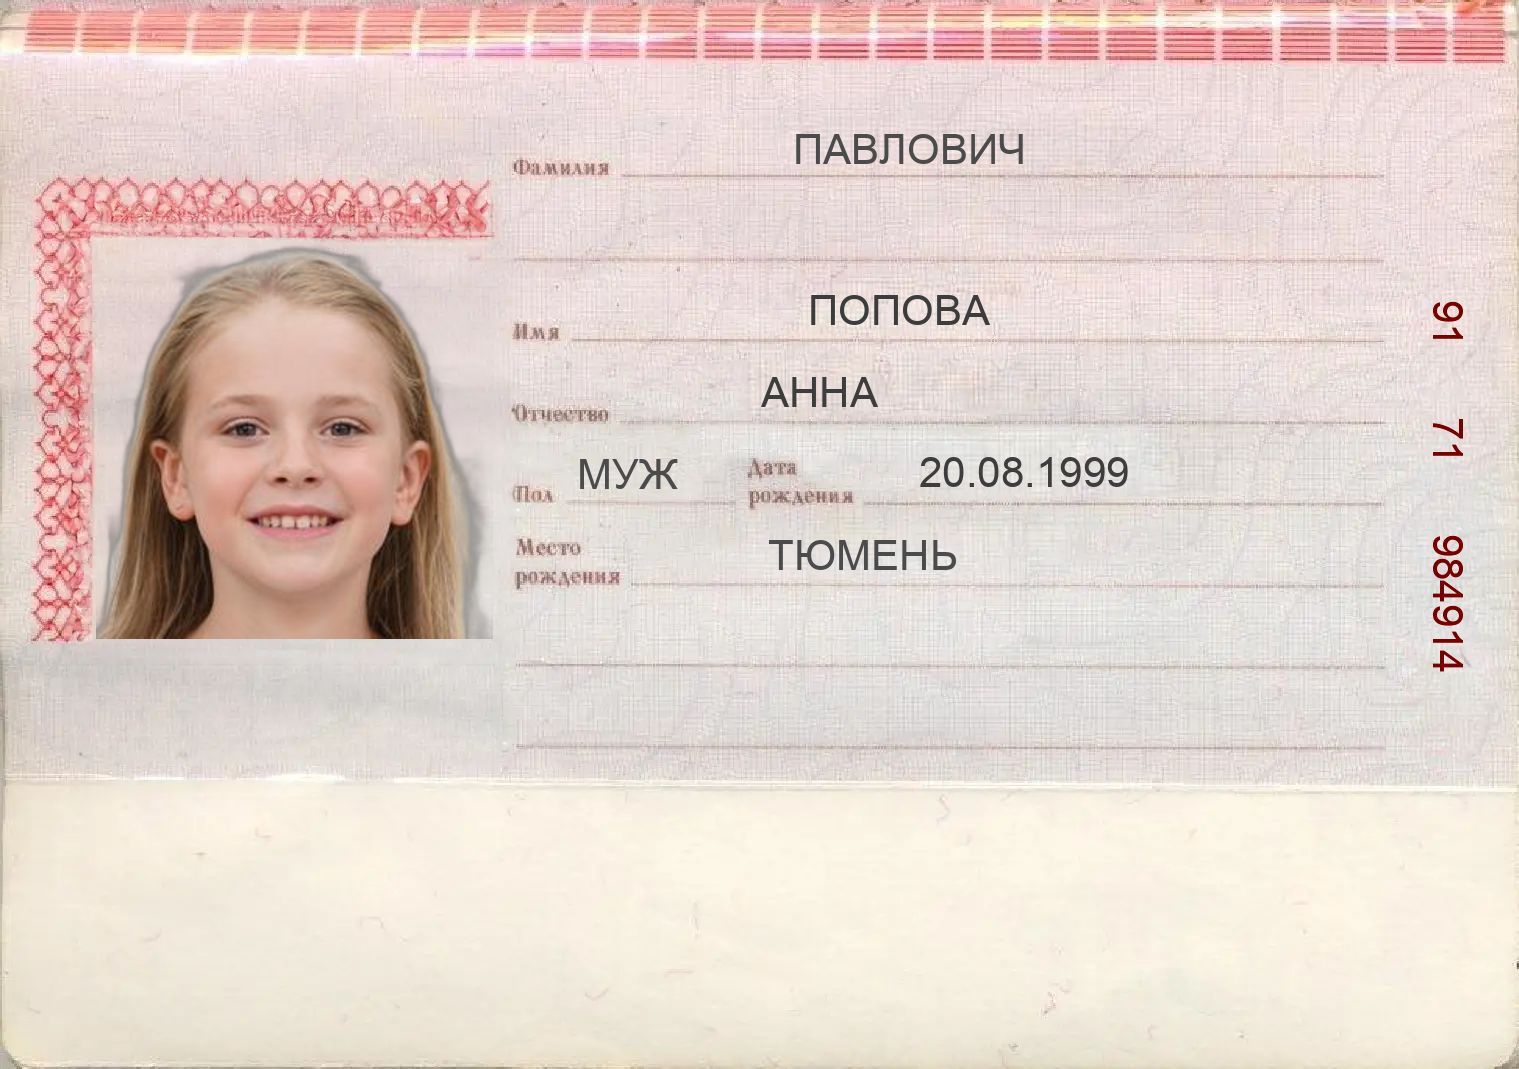 Фамилия ПАВЛОВИЧ
Имя ПОПОВА
Отчество АННА
Пол МУЖ Дата рождения 20.08.1999
Место рождения ТЮМЕНЬ
91 71 984914